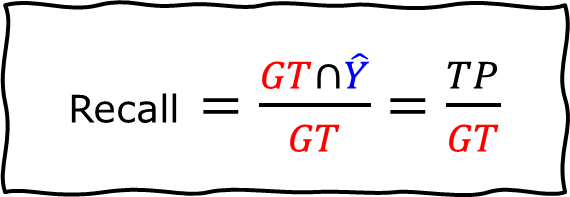 Recall = GT∩Ŷ / GT = TP / GT